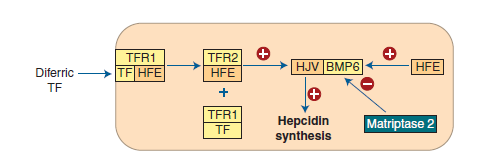 Diferric
TF
TFR1
TF HFE
TFR2
HFE
+
TFR1
TF
+
HJV BMP6
+
HFE
+
−
Hepcidin
synthesis
Matriptase 2